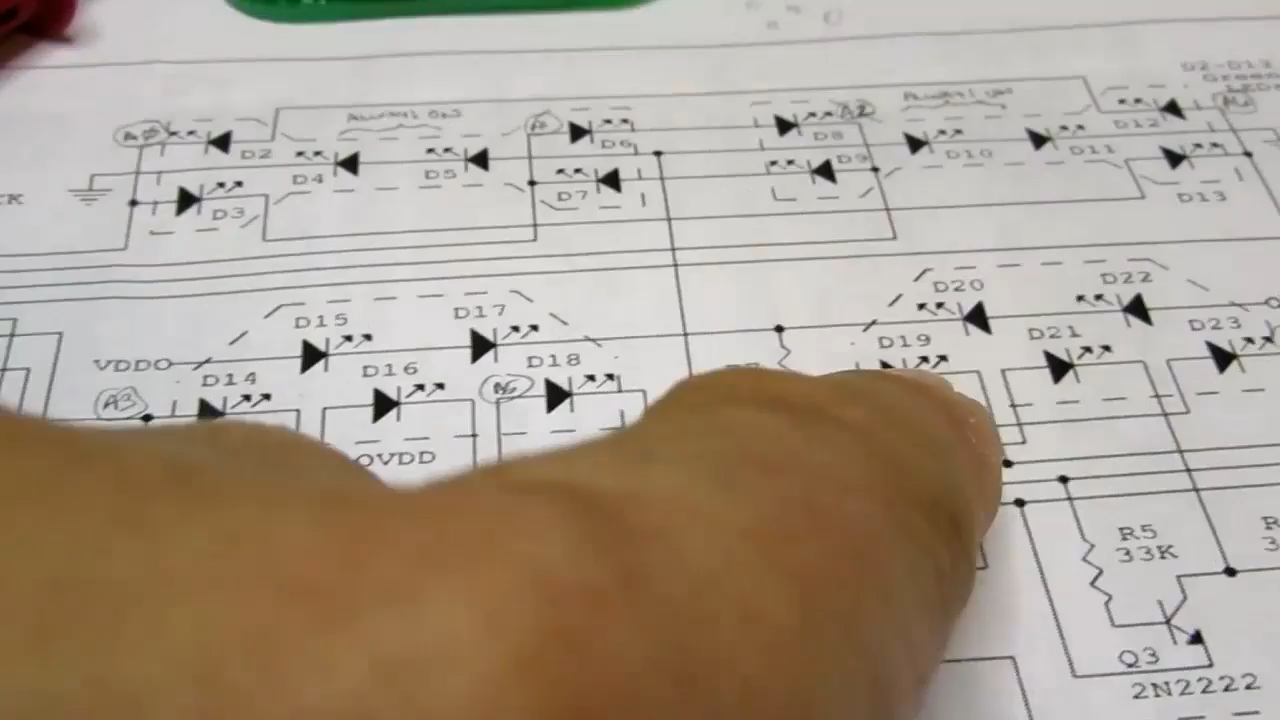 D2-D13
Green
LEDs
ALWAYS ON
ALWAYS ON
A2
D12
D2
D6
D8
D10
D11
D4
D5
D7
D9
D3
D13
D15
D17
D20
D22
VDD
D14
D16
D18
D19
D21
D23
A3
A6
VDD
R5
33K
Q3
2N2222